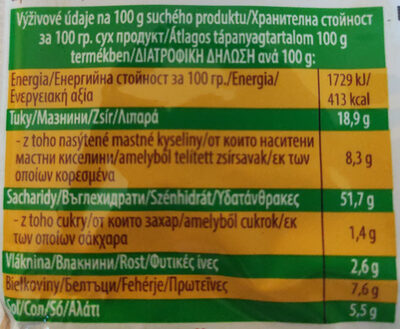 Výživové údaje na 100 g suchého produktu/Хранителна стойност
за 100 гр. сух продукт/Átlagos tápanyagtartalom 100 g
termékben/ΔΙΑΤΡΟΦΙΚΗ ΔΗΛΩΣΗ ανά 100 g:
Energia/Енергийна стойност за 100 гр./Energia/ 1729 kJ/
Ενεργειακή αξία 413 kcal
Tuky/Мазнини/Zsír/Λιπαρά 18,9 g
- z toho nasýtené mastné kyseliny/от които наситени
мастни киселини/amelyből telített zsírsavak/εκ των 8,3 g
οποίων κορεσμένα
Sacharidy/Въглехидрати/Szénhidrát/Υδατάνθρακες 51,7 g
- z toho cukry/от които захар/amelyből cukrok/εκ 1,4 g
των οποίων σάκχαρα
Vláknina/Влакнини/Rost/Φυτικές ίνες 2,6 g
Bielkoviny/Белтъци/Fehérje/Πρωτεΐνες 7,6 g
Soľ/Сол/Só/Αλάτι 5,5 g